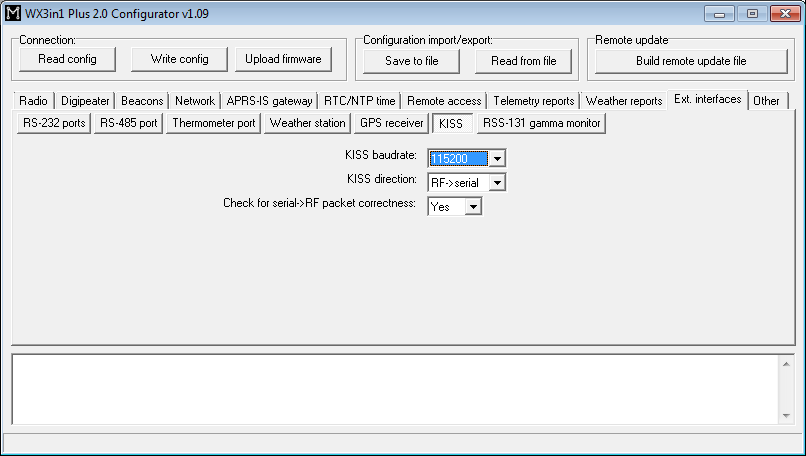 WX3in1 Plus 2.0 Configurator v1.09
Connection: Configuration import/export: Remote update
Read config Write config Upload firmware Save to file Read from file Build remote update file
Radio Digipeater Beacons Network APRS-IS gateway RTC/NTP time Remote access Telemetry reports Weather reports Ext. interfaces Other
RS-232 ports RS-485 port Thermometer port Weather station GPS receiver KISS RSS-131 gamma monitor
KISS baudrate: 115200
KISS direction: RF->serial
Check for serial->RF packet correctness: Yes